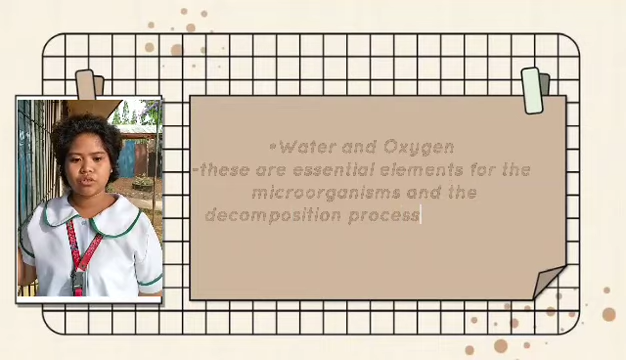 •Water and Oxygen
-these are essential elements for the
microorganisms and the
decomposition process